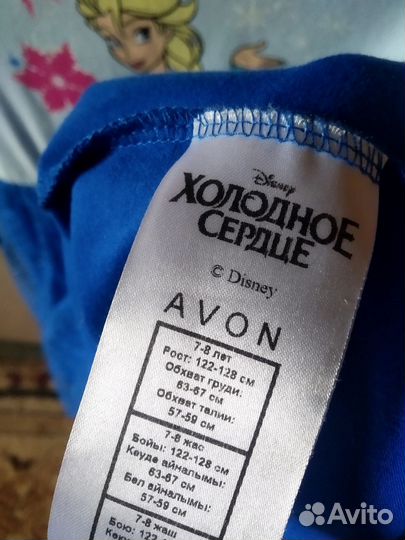 Disney
ХОЛОДНОЕ
СЕРДЦЕ
© Disney
AVON
7-8 лет
Рост: 122-128 см
Обхват груди:
63-67 см
Обхват талии:
57-59 см
7-8 жас
Бойы: 122-128 см
Кеуде айналымы:
63-67 см
Бел айналымы:
57-59 см
7-8 жаш
Avito